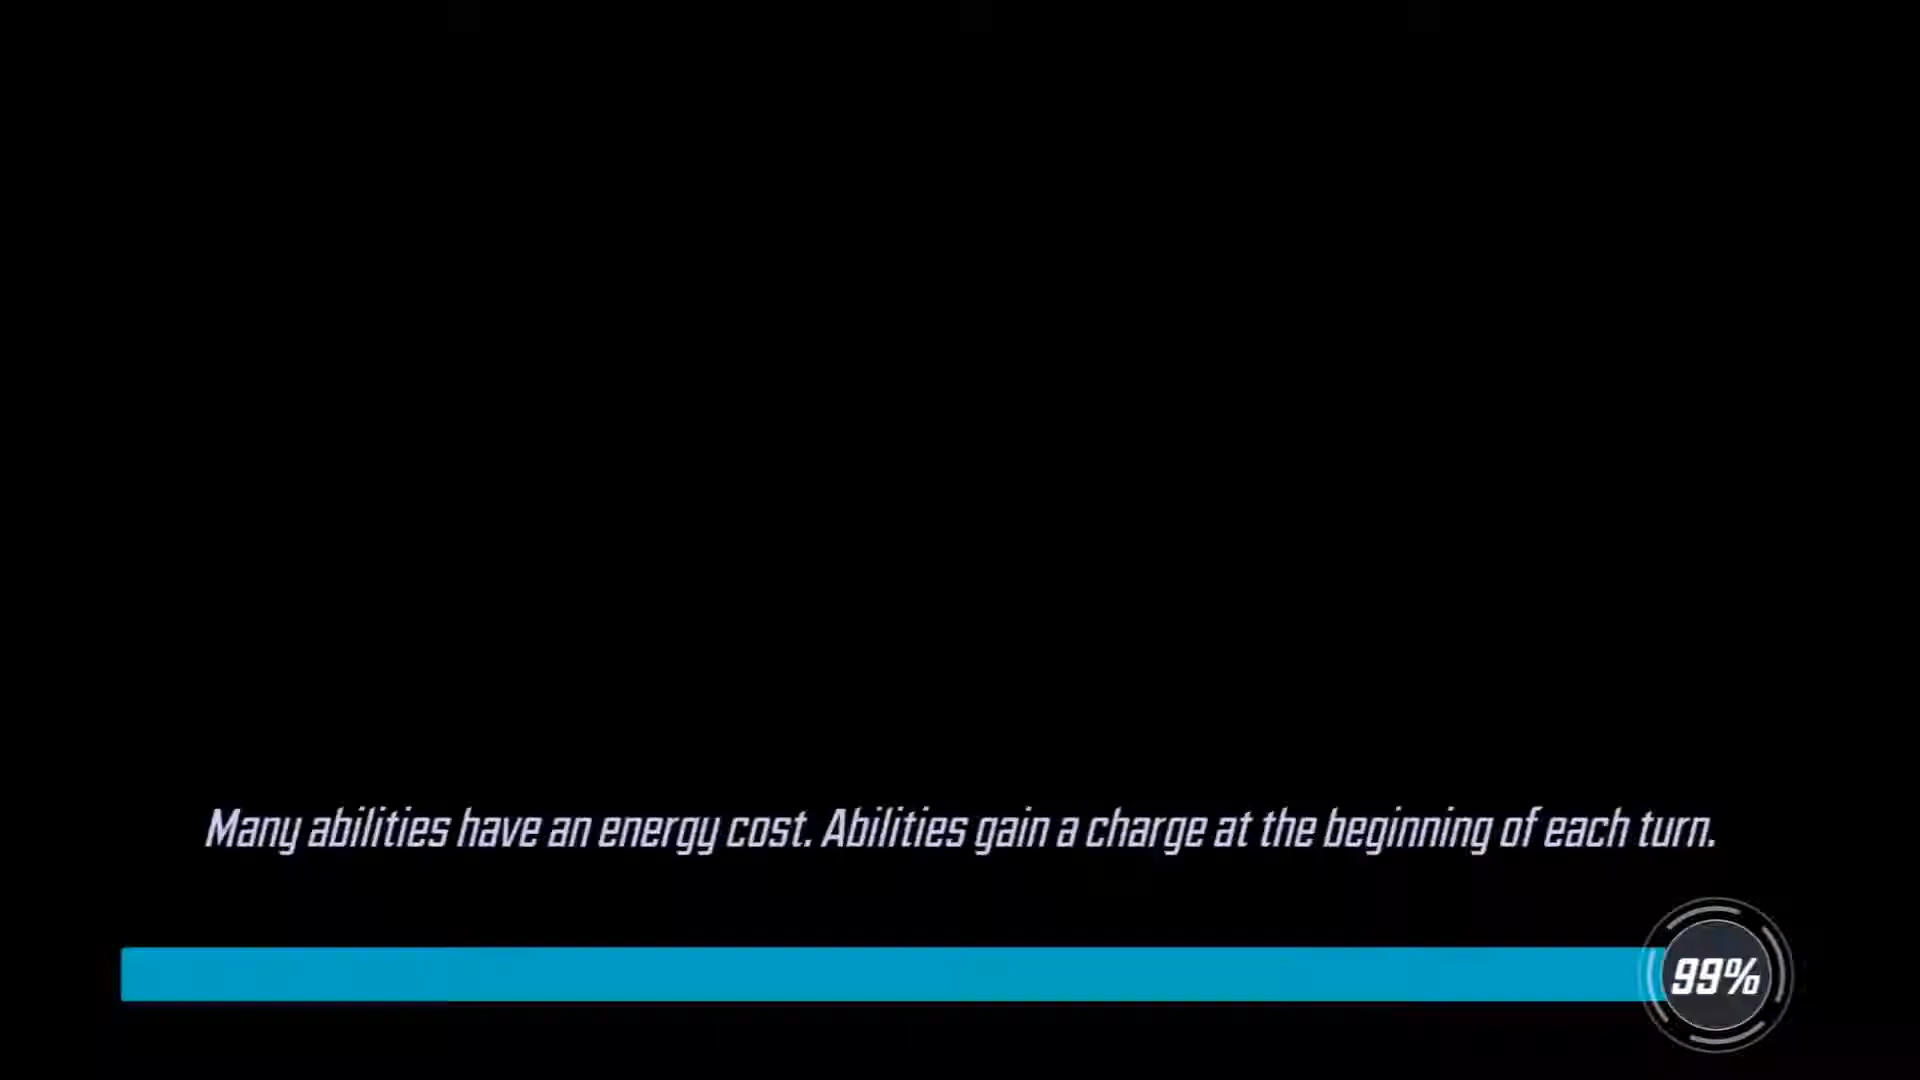 Many abilities have an energy cost. Abilities gain a charge at the beginning of each turn.
99%